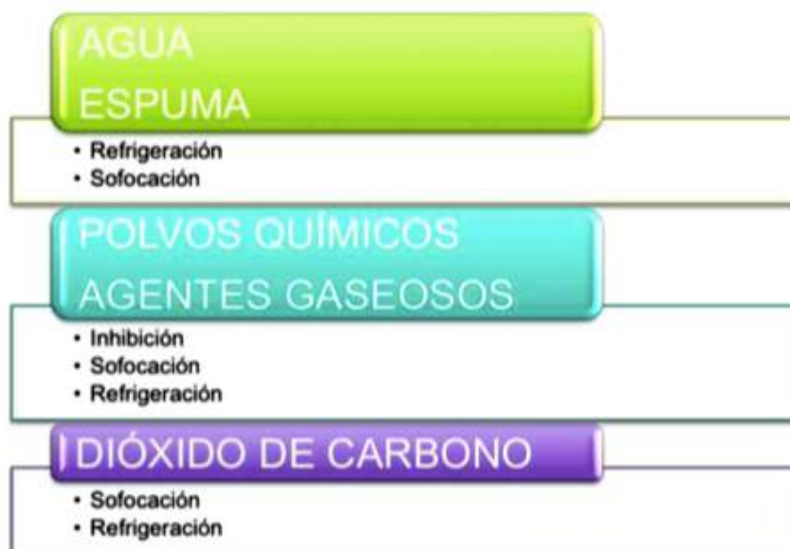 AGUA
ESPUMA
• Refrigeración
• Sofocación
POLVOS QUÍMICOS
AGENTES GASEOSOS
• Inhibición
• Sofocación
• Refrigeración
DIÓXIDO DE CARBONO
• Sofocación
• Refrigeración